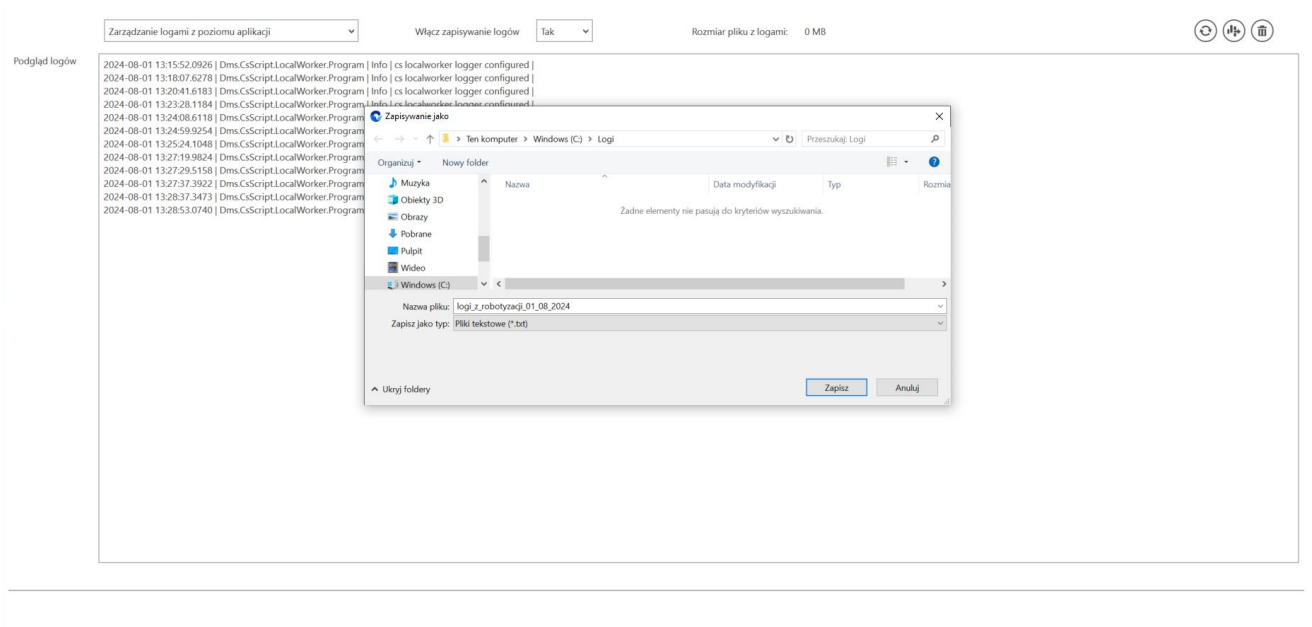 Zarządzanie logami z poziomu aplikacji
Włącz zapisywanie logów
Tak
Rozmiar pliku z logami: 0 MB
Podgląd logów
2024-08-01 13:15:52.0926 | Dms.CsScript.LocalWorker.Program | Info | cs localworker logger configured |
2024-08-01 13:18:07.6278 | Dms.CsScript.LocalWorker.Program | Info | cs localworker logger configured |
2024-08-01 13:20:41.6183 | Dms.CsScript.LocalWorker.Program | Info | cs localworker logger configured |
2024-08-01 13:23:28.1184 | Dms.CsScript.LocalWorker.Program | Info | cs localworker logger configured |
2024-08-01 13:24:08.6118 | Dms.CsScript.LocalWorker.Program
2024-08-01 13:24:59.9254 | Dms.CsScript.LocalWorker.Program
2024-08-01 13:25:24.1048 | Dms.CsScript.LocalWorker.Program
2024-08-01 13:27:19.9824 | Dms.CsScript.LocalWorker.Program
2024-08-01 13:27:29.5158 | Dms.CsScript.LocalWorker.Program
2024-08-01 13:27:37.3922 | Dms.CsScript.LocalWorker.Program
2024-08-01 13:28:37.3473 | Dms.CsScript.LocalWorker.Program
2024-08-01 13:28:53.0740 | Dms.CsScript.LocalWorker.Program
Zapisywanie jako
Ten komputer > Windows (C:) > Logi
Przeszukaj: Logi
Organizuj
Nowy folder
Muzyka
Obiekty 3D
Obrazy
Pobrane
Pulpit
Wideo
Windows (C:)
Nazwa
Data modyfikacji
Typ
Rozmia
Żadne elementy nie pasują do kryteriów wyszukiwania.
Nazwa pliku: logi_z_robotyzacji_01_08_2024
Zapisz jako typ: Pliki tekstowe (*.txt)
Ukryj foldery
Zapisz
Anuluj